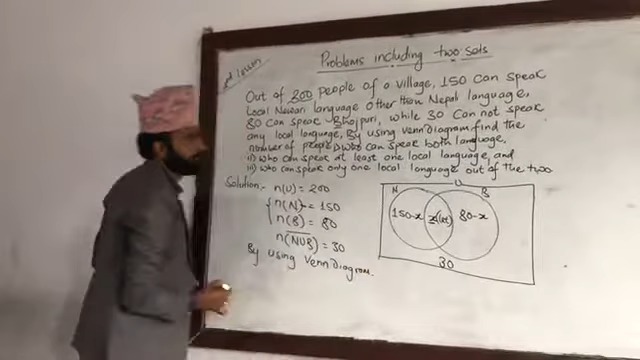 2nd lesson
Problems including two sets
Out of 200 people of a village, 150 can speak
local Newari language other than Nepali language,
80 can speak Bhojpuri, while 30 can not speak
any local language, By using venn diagram find the
number of people i) who can speak both language,
ii) who can speak at least one local language, and
iii) who can speak only one local language out of the two
Solution:- n(U) = 200
n(N) = 150
n(B) = 80
n(N∪B) = 30
By using Venn diagram.
U
N B
150-x x(let) 80-x
30